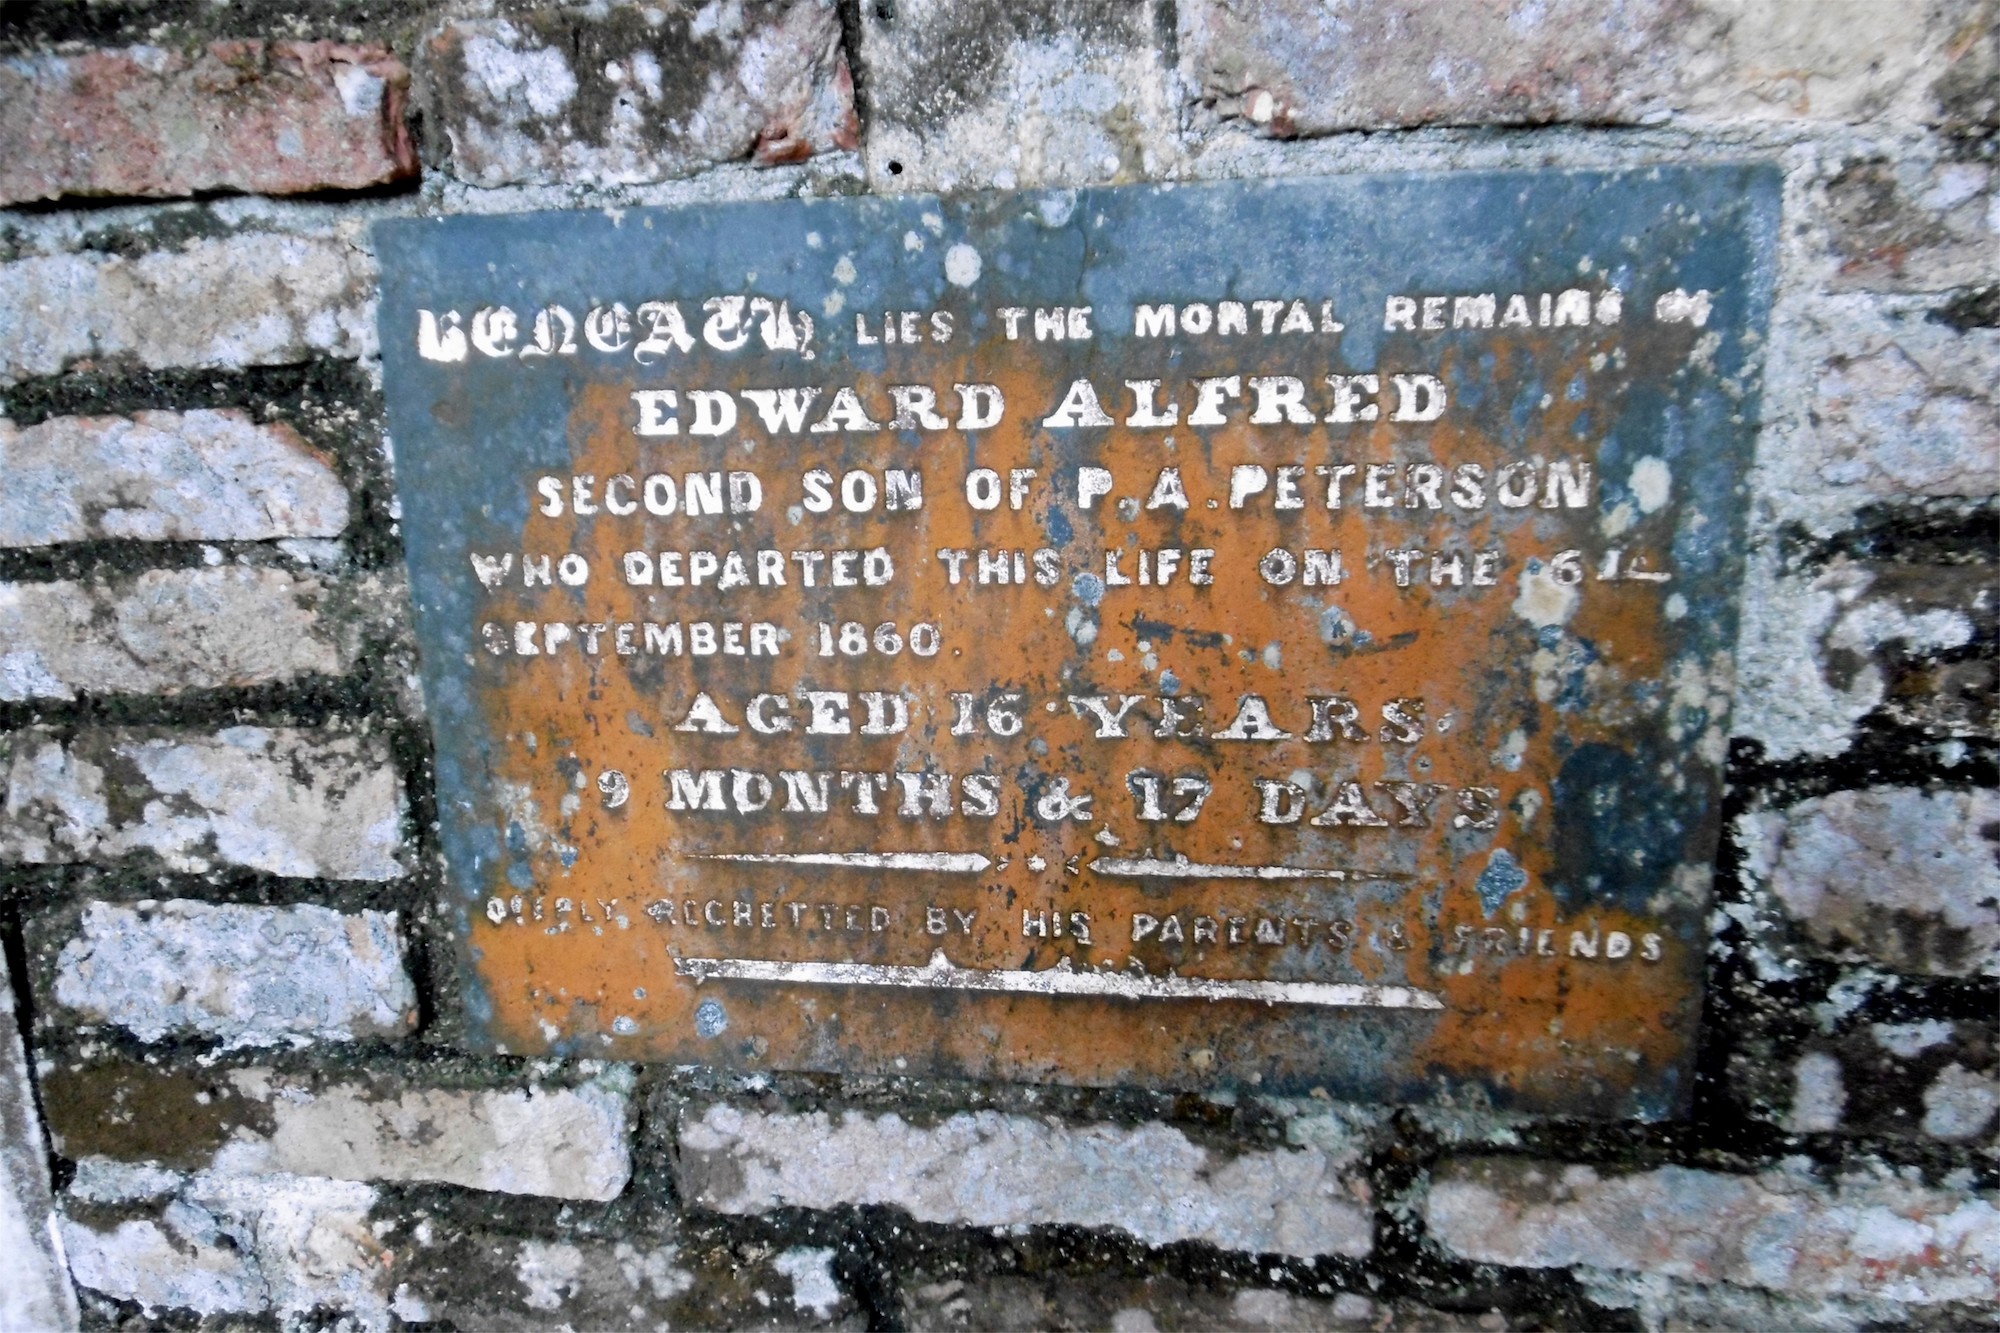 BENEATH LIES THE MORTAL REMAINS OF
EDWARD ALFRED
SECOND SON OF P.A.PETERSON
WHO DEPARTED THIS LIFE ON THE 6th
SEPTEMBER 1860.
AGED 16 YEARS.
9 MONTHS & 17 DAYS
DEEPLY REGRETTED BY HIS PARENTS & FRIENDS